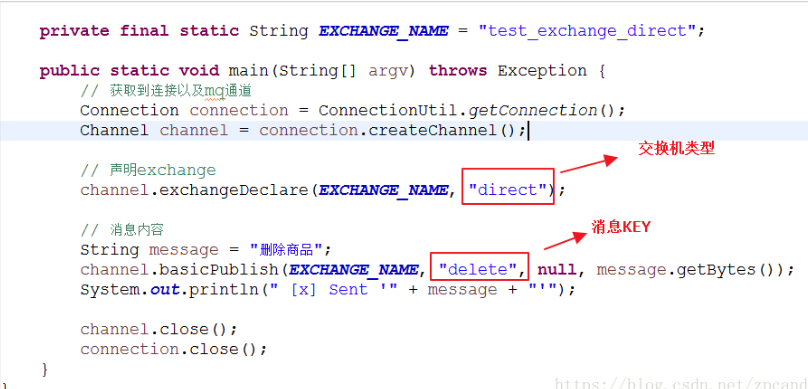 private final static String EXCHANGE_NAME = "test_exchange_direct";
public static void main(String[] argv) throws Exception {
// 获取到连接以及mq通道
Connection connection = ConnectionUtil.getConnection();
Channel channel = connection.createChannel();
交换机类型
// 声明exchange
channel.exchangeDeclare(EXCHANGE_NAME, "direct");
// 消息内容
消息KEY
String message = "删除商品";
channel.basicPublish(EXCHANGE_NAME, "delete", null, message.getBytes());
System.out.println(" [x] Sent '" + message + "'");
channel.close();
connection.close();
}
https://blog.csdn.net/zpcand